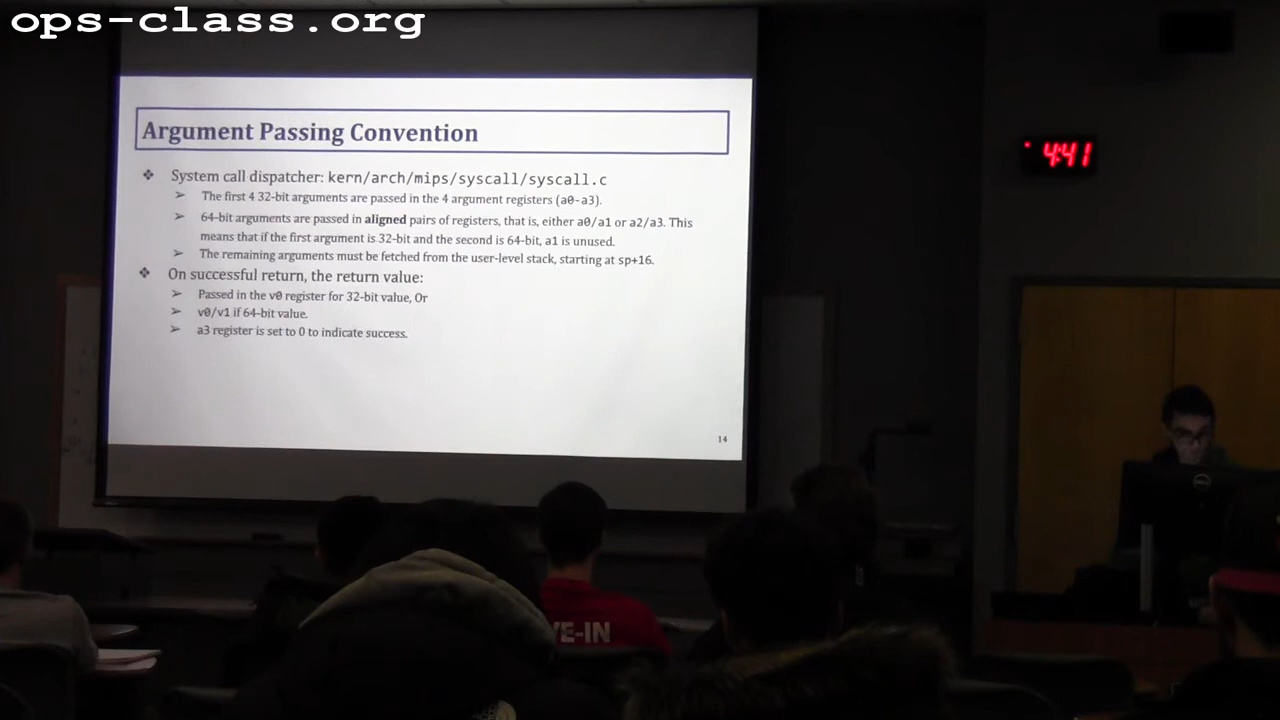 ops-class.org
Argument Passing Convention
❖ System call dispatcher: kern/arch/mips/syscall/syscall.c
➢ The first 4 32-bit arguments are passed in the 4 argument registers (a0-a3).
➢ 64-bit arguments are passed in aligned pairs of registers, that is, either a0/a1 or a2/a3. This
means that if the first argument is 32-bit and the second is 64-bit, a1 is unused.
➢ The remaining arguments must be fetched from the user-level stack, starting at sp+16.
❖ On successful return, the return value:
➢ Passed in the v0 register for 32-bit value, Or
➢ v0/v1 if 64-bit value.
➢ a3 register is set to 0 to indicate success.
14
4:41
VE-IN